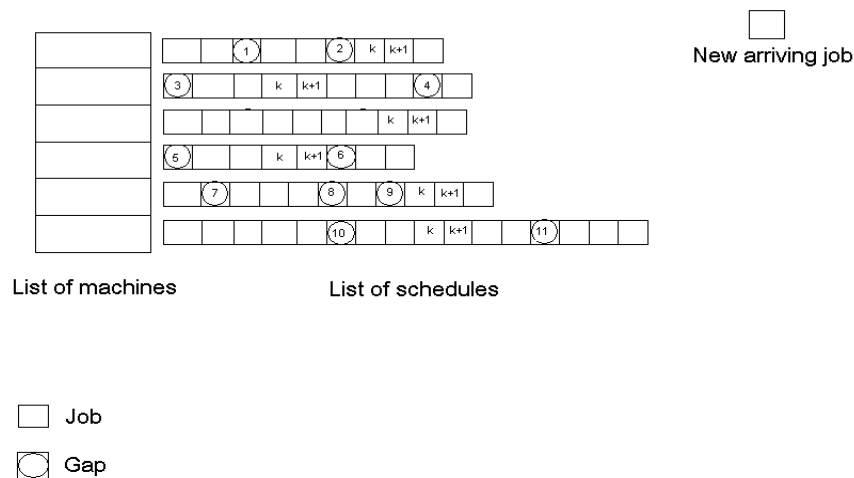 1 2 k k+1
New arriving job
3 k k+1 4
k k+1
5 k k+1 6
7 8 9 k k+1
10 k k+1 11
List of machines
List of schedules
Job
Gap